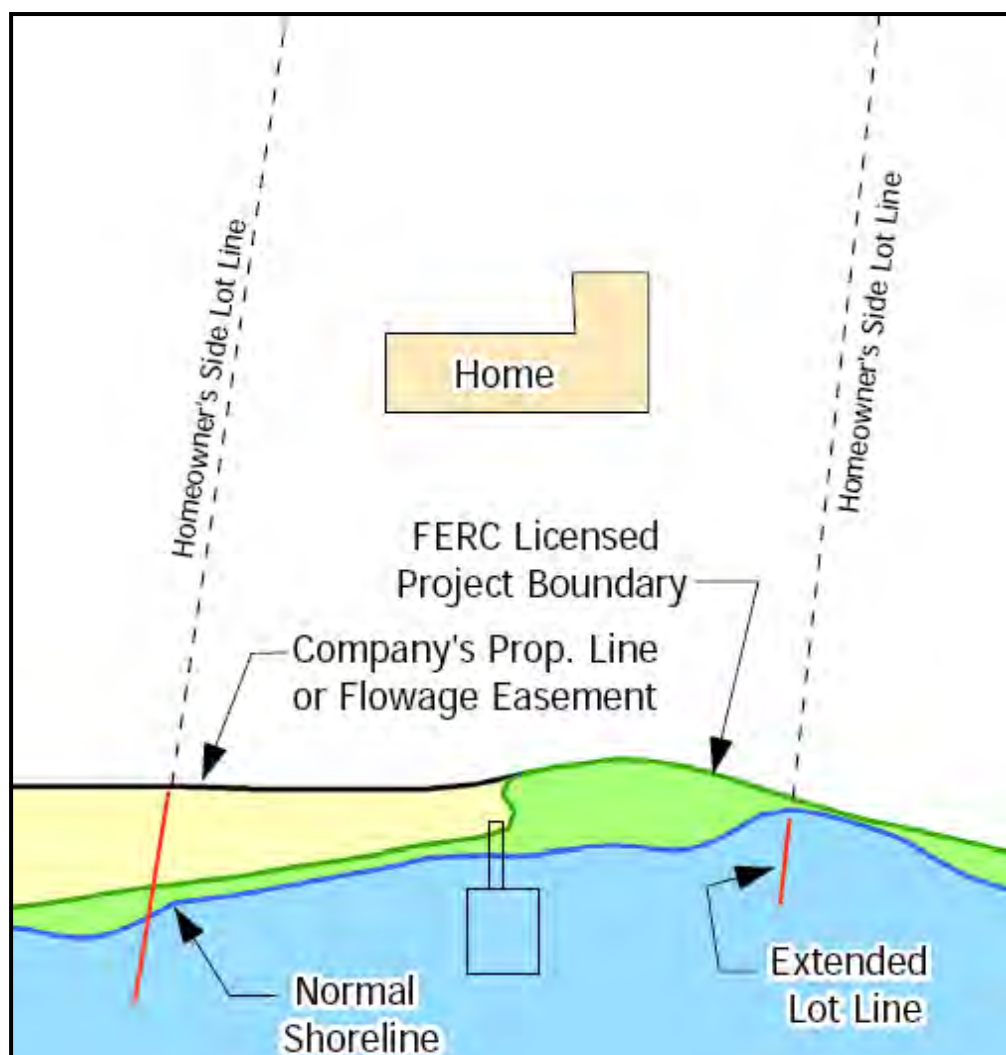 Homeowner's Side Lot Line
Homeowner's Side Lot Line
Home
FERC Licensed
Project Boundary
Company's Prop. Line
or Flowage Easement
Normal
Shoreline
Extended
Lot Line